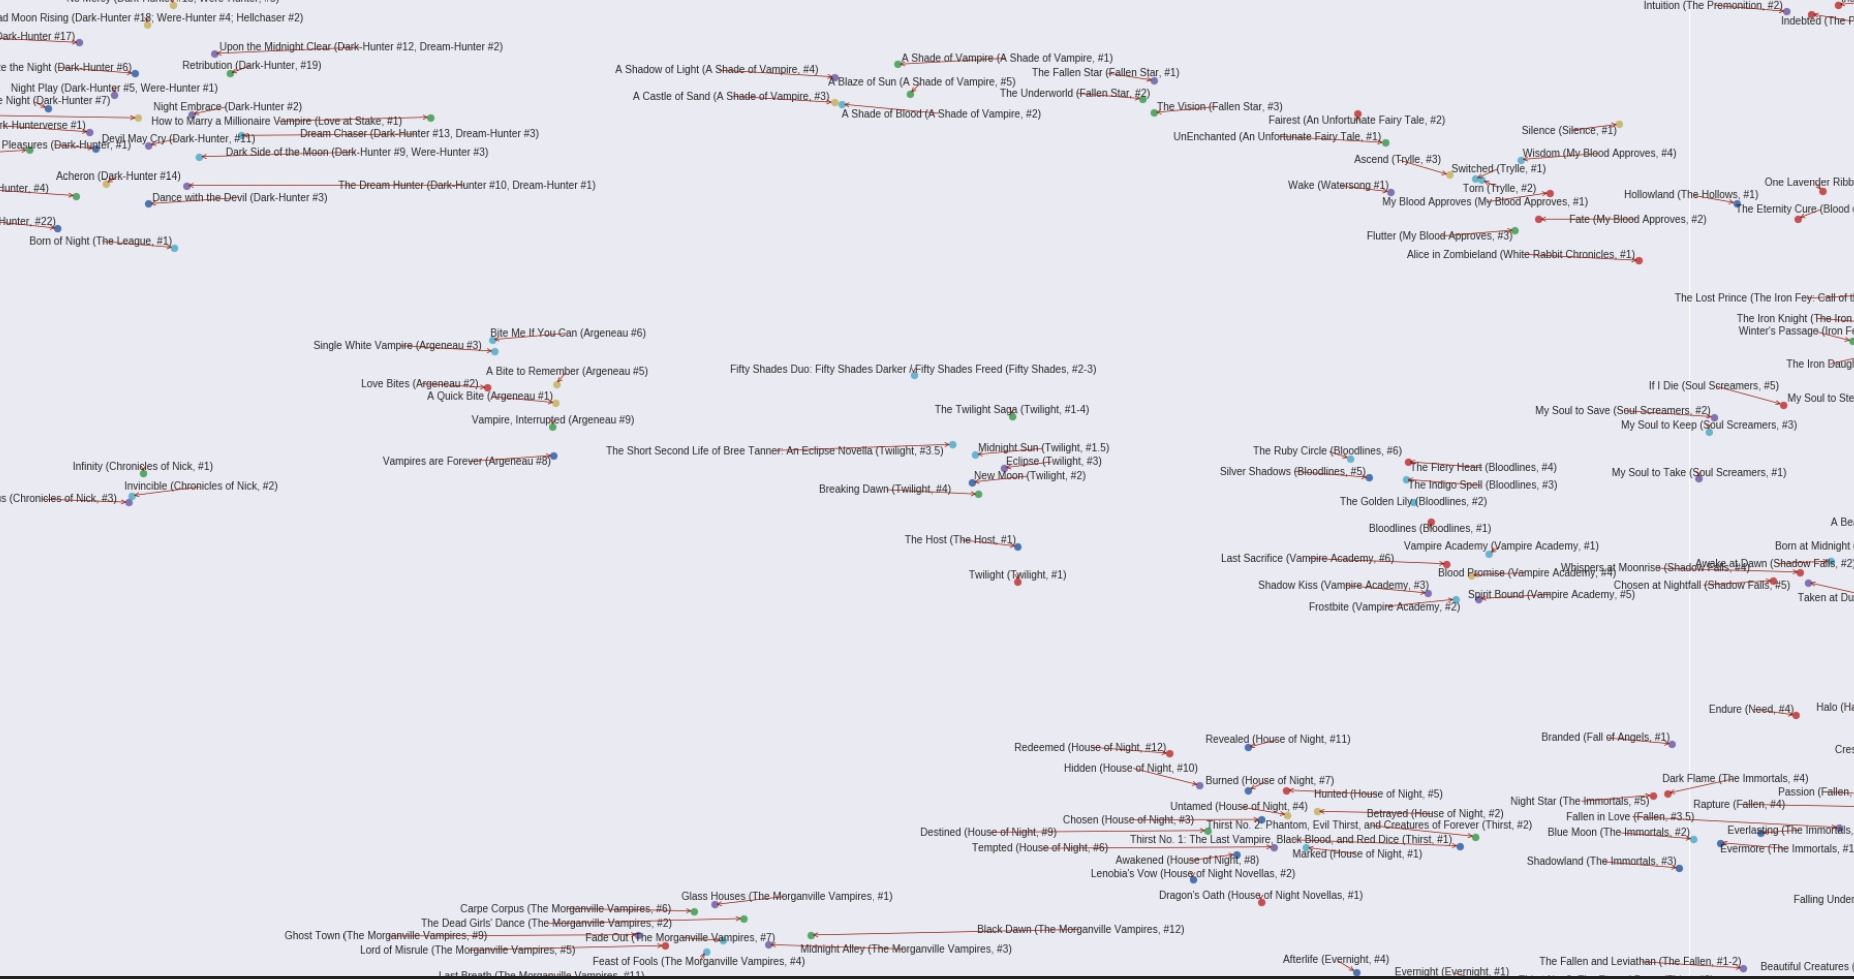 ad Moon Rising (Dark-Hunter #18; Were-Hunter #4; Hellchaser #2)
Dark-Hunter #17)
Upon the Midnight Clear (Dark-Hunter #12, Dream-Hunter #2)
e the Night (Dark-Hunter #6)
Retribution (Dark-Hunter, #19)
Night Play (Dark-Hunter #5, Were-Hunter #1)
e Night (Dark-Hunter #7)
Night Embrace (Dark-Hunter #2)
How to Marry a Millionaire Vampire (Love at Stake, #1)
rk-Hunterverse #1)
Devil May Cry (Dark-Hunter, #11)
Dream Chaser (Dark-Hunter #13, Dream-Hunter #3)
Pleasures (Dark-Hunter, #1)
Dark Side of the Moon (Dark-Hunter #9, Were-Hunter #3)
Acheron (Dark-Hunter #14)
Hunter, #4)
The Dream Hunter (Dark-Hunter #10, Dream-Hunter #1)
Dance with the Devil (Dark-Hunter #3)
Hunter, #22)
Born of Night (The League, #1)
A Shade of Vampire (A Shade of Vampire, #1)
A Shadow of Light (A Shade of Vampire, #4)
A Blaze of Sun (A Shade of Vampire, #5)
The Fallen Star (Fallen Star, #1)
A Castle of Sand (A Shade of Vampire, #3)
The Underworld (Fallen Star, #2)
A Shade of Blood (A Shade of Vampire, #2)
The Vision (Fallen Star, #3)
Intuition (The Premonition, #2)
Indebted (The P
Fairest (An Unfortunate Fairy Tale, #2)
UnEnchanted (An Unfortunate Fairy Tale, #1)
Silence (Silence, #1)
Ascend (Trylle, #3)
Wisdom (My Blood Approves, #4)
Switched (Trylle, #1)
Wake (Watersong #1)
Torn (Trylle, #2)
My Blood Approves (My Blood Approves, #1)
Hollowland (The Hollows, #1)
One Lavender Ribb
The Eternity Cure (Blood
Fate (My Blood Approves, #2)
Flutter (My Blood Approves, #3)
Alice in Zombieland (White Rabbit Chronicles, #1)
The Lost Prince (The Iron Fey: Call of t
The Iron Knight (The Iron
Winter's Passage (Iron Fe
The Iron Daug
Bite Me If You Can (Argeneau #6)
Single White Vampire (Argeneau #3)
A Bite to Remember (Argeneau #5)
Love Bites (Argeneau #2)
A Quick Bite (Argeneau #1)
Vampire, Interrupted (Argeneau #9)
Vampires are Forever (Argeneau #8)
Infinity (Chronicles of Nick, #1)
Invincible (Chronicles of Nick, #2)
s (Chronicles of Nick, #3)
Fifty Shades Duo: Fifty Shades Darker / Fifty Shades Freed (Fifty Shades, #2-3)
The Twilight Saga (Twilight, #1-4)
The Short Second Life of Bree Tanner: An Eclipse Novella (Twilight, #3.5)
Midnight Sun (Twilight, #1.5)
Eclipse (Twilight, #3)
New Moon (Twilight, #2)
Breaking Dawn (Twilight, #4)
The Host (The Host, #1)
Twilight (Twilight, #1)
The Ruby Circle (Bloodlines, #6)
The Fiery Heart (Bloodlines, #4)
Silver Shadows (Bloodlines, #5)
The Indigo Spell (Bloodlines, #3)
The Golden Lily (Bloodlines, #2)
Bloodlines (Bloodlines, #1)
If I Die (Soul Screamers, #5)
My Soul to Ste
My Soul to Save (Soul Screamers, #2)
My Soul to Keep (Soul Screamers, #3)
My Soul to Take (Soul Screamers, #1)
A Bea
Vampire Academy (Vampire Academy, #1)
Last Sacrifice (Vampire Academy, #6)
Blood Promise (Vampire Academy, #4)
Shadow Kiss (Vampire Academy, #3)
Spirit Bound (Vampire Academy, #5)
Frostbite (Vampire Academy, #2)
Born at Midnight
Awake at Dawn (Shadow Falls, #2)
Whispers at Moonrise (Shadow Falls, #4)
Chosen at Nightfall (Shadow Falls, #5)
Taken at Du
Endure (Need, #4)
Halo (Ha
Branded (Fall of Angels, #1)
Cres
Redeemed (House of Night, #12)
Revealed (House of Night, #11)
Hidden (House of Night, #10)
Burned (House of Night, #7)
Hunted (House of Night, #5)
Untamed (House of Night, #4)
Betrayed (House of Night, #2)
Chosen (House of Night, #3)
Thirst No. 2: Phantom, Evil Thirst, and Creatures of Forever (Thirst, #2)
Destined (House of Night, #9)
Thirst No. 1: The Last Vampire, Black Blood, and Red Dice (Thirst, #1)
Tempted (House of Night, #6)
Marked (House of Night, #1)
Awakened (House of Night, #8)
Lenobia's Vow (House of Night Novellas, #2)
Dragon's Oath (House of Night Novellas, #1)
Dark Flame (The Immortals, #4)
Passion (Fallen,
Night Star (The Immortals, #5)
Rapture (Fallen, #4)
Fallen in Love (Fallen, #3.5)
Blue Moon (The Immortals, #2)
Everlasting (The Immortals,
Evermore (The Immortals, #1
Shadowland (The Immortals, #3)
Falling Under
Glass Houses (The Morganville Vampires, #1)
Carpe Corpus (The Morganville Vampires, #6)
The Dead Girls' Dance (The Morganville Vampires, #2)
Ghost Town (The Morganville Vampires, #9)
Fade Out (The Morganville Vampires, #7)
Black Dawn (The Morganville Vampires, #12)
Lord of Misrule (The Morganville Vampires, #5)
Midnight Alley (The Morganville Vampires, #3)
Feast of Fools (The Morganville Vampires, #4)
Last Breath (The Morganville Vampires, #11)
Afterlife (Evernight, #4)
Evernight (Evernight, #1)
The Fallen and Leviathan (The Fallen, #1-2)
Beautiful Creatures (